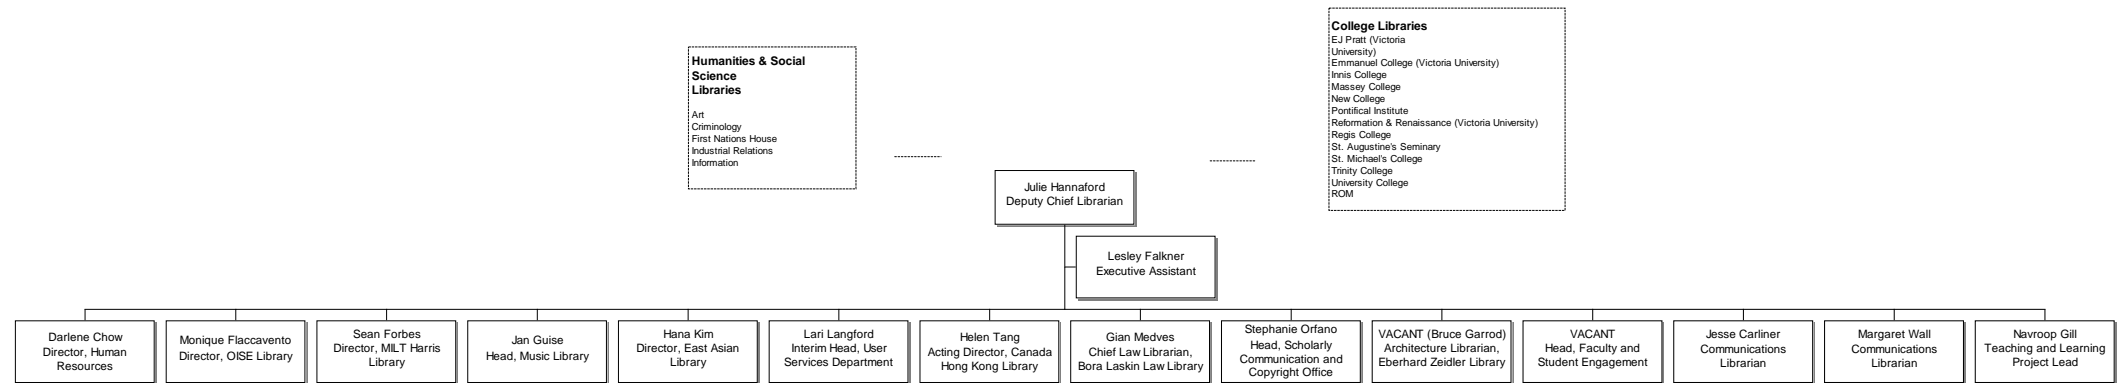 College Libraries
EJ Pratt (Victoria
University)
Emmanuel College (Victoria University)
Innis College
Massey College
New College
Pontifical Institute
Reformation & Renaissance (Victoria University)
Regis College
St. Augustine's Seminary
St. Michael's College
Trinity College
University College
ROM
Humanities & Social
Science
Libraries
Art
Criminology
First Nations House
Industrial Relations
Information
Julie Hannaford
Deputy Chief Librarian
Lesley Falkner
Executive Assistant
Darlene Chow
Director, Human
Resources
Monique Flaccavento
Director, OISE Library
Sean Forbes
Director, MILT Harris
Library
Jan Guise
Head, Music Library
Hana Kim
Director, East Asian
Library
Lari Langford
Interim Head, User
Services Department
Helen Tang
Acting Director, Canada
Hong Kong Library
Gian Medves
Chief Law Librarian,
Bora Laskin Law Library
Stephanie Orfano
Head, Scholarly
Communication and
Copyright Office
VACANT (Bruce Garrod)
Architecture Librarian,
Eberhard Zeidler Library
VACANT
Head, Faculty and
Student Engagement
Jesse Carliner
Communications
Librarian
Margaret Wall
Communications
Librarian
Navroop Gill
Teaching and Learning
Project Lead